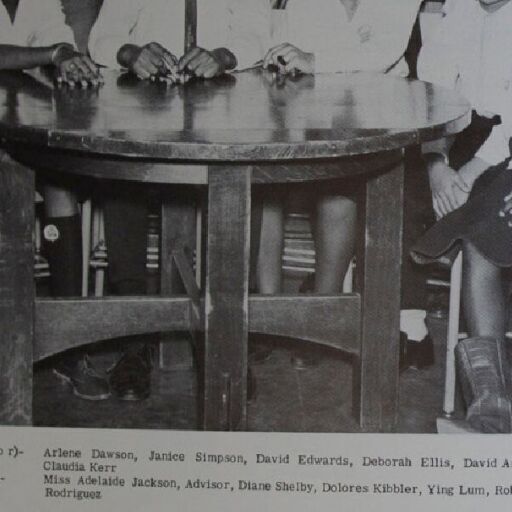 o r)- Arlene Dawson, Janice Simpson, David Edwards, Deborah Ellis, David A
Claudia Kerr
- Miss Adelaide Jackson, Advisor, Diane Shelby, Dolores Kibbler, Ying Lum, Rob
Rodriguez